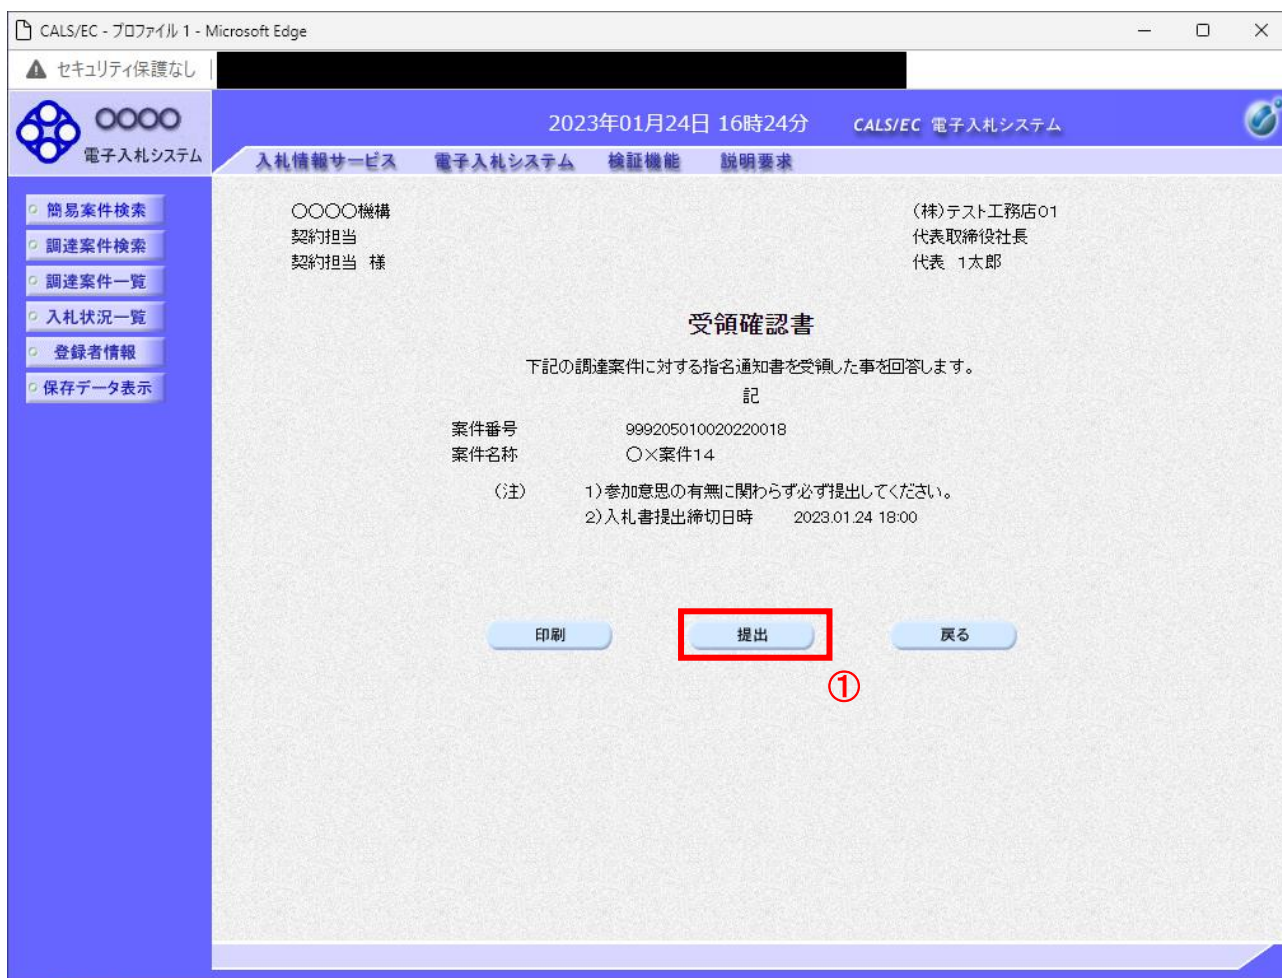 CALS/EC - プロファイル 1 - Microsoft Edge
セキュリティ保護なし
〇〇〇〇
電子入札システム
2023年01月24日 16時24分
CALS/EC 電子入札システム
入札情報サービス 電子入札システム 検証機能 説明要求
簡易案件検索
調達案件検索
調達案件一覧
入札状況一覧
登録者情報
保存データ表示
〇〇〇〇機構
契約担当
契約担当 様
(株)テスト工務店01
代表取締役社長
代表 1太郎
受領確認書
下記の調達案件に対する指名通知書を受領した事を回答します。
記
案件番号 999205010020220018
案件名称 〇×案件14
(注) 1)参加意思の有無に関わらず必ず提出してください。
2)入札書提出締切日時 2023.01.24 18:00
印刷 提出 戻る
①